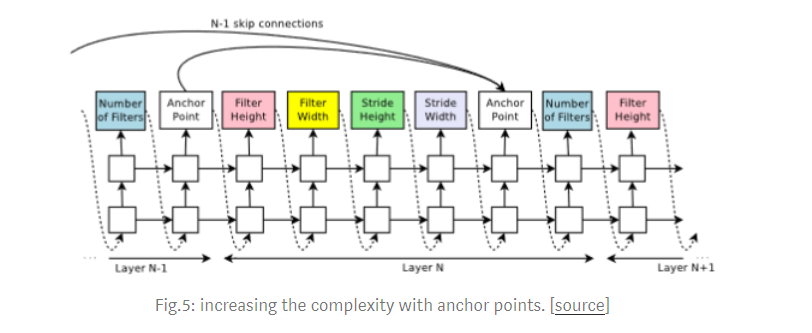 N-1 skip connections
Number
of Filters
Anchor
Point
Filter
Height
Filter
Width
Stride
Height
Stride
Width
Anchor
Point
Number
of Filters
Filter
Height
...
Layer N-1
Layer N
Layer N+1
...
Fig.5: increasing the complexity with anchor points. [source]